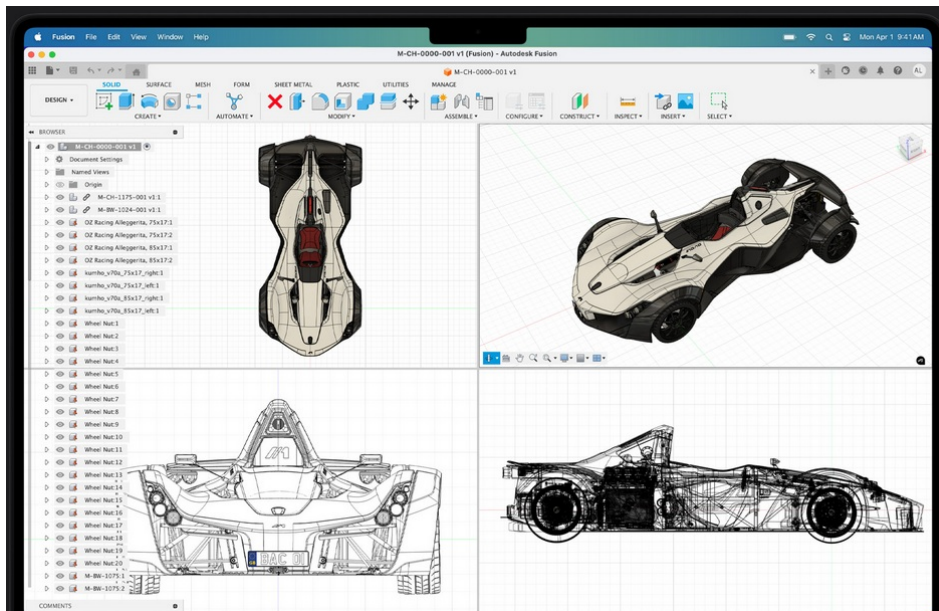 Fusion File Edit View Window Help Mon Apr 1 9:41 AM
M-CH-0000-001 v1 (Fusion) - Autodesk Fusion
M-CH-0000-001 v1 AL
SOLID SURFACE MESH FORM SHEET METAL PLASTIC UTILITIES MANAGE
DESIGN
CREATE AUTOMATE MODIFY ASSEMBLE CONFIGURE CONSTRUCT INSPECT INSERT SELECT
BROWSER
M-CH-0000-001 v1
Document Settings
Named Views
Origin
M-CH-1175-001 v1:1
M-BW-1024-001 v1:1
OZ Racing Alleggerita, 75x17:1
OZ Racing Alleggerita, 75x17:2
OZ Racing Alleggerita, 85x17:1
OZ Racing Alleggerita, 85x17:2
kumho_v70a_75x17_right:1
kumho_v70a_75x17_left:1
kumho_v70a_85x17_right:1
kumho_v70a_85x17_left:1
Wheel Nut:1
Wheel Nut:2
Wheel Nut:3
Wheel Nut:4
Wheel Nut:5
Wheel Nut:6
Wheel Nut:7
Wheel Nut:8
Wheel Nut:9
Wheel Nut:10
Wheel Nut:11
Wheel Nut:12
Wheel Nut:13
Wheel Nut:14
Wheel Nut:15
Wheel Nut:16
Wheel Nut:17
Wheel Nut:18
Wheel Nut:19
Wheel Nut:20
M-BW-1075:1
M-BW-1075:2
COMMENTS
BAC